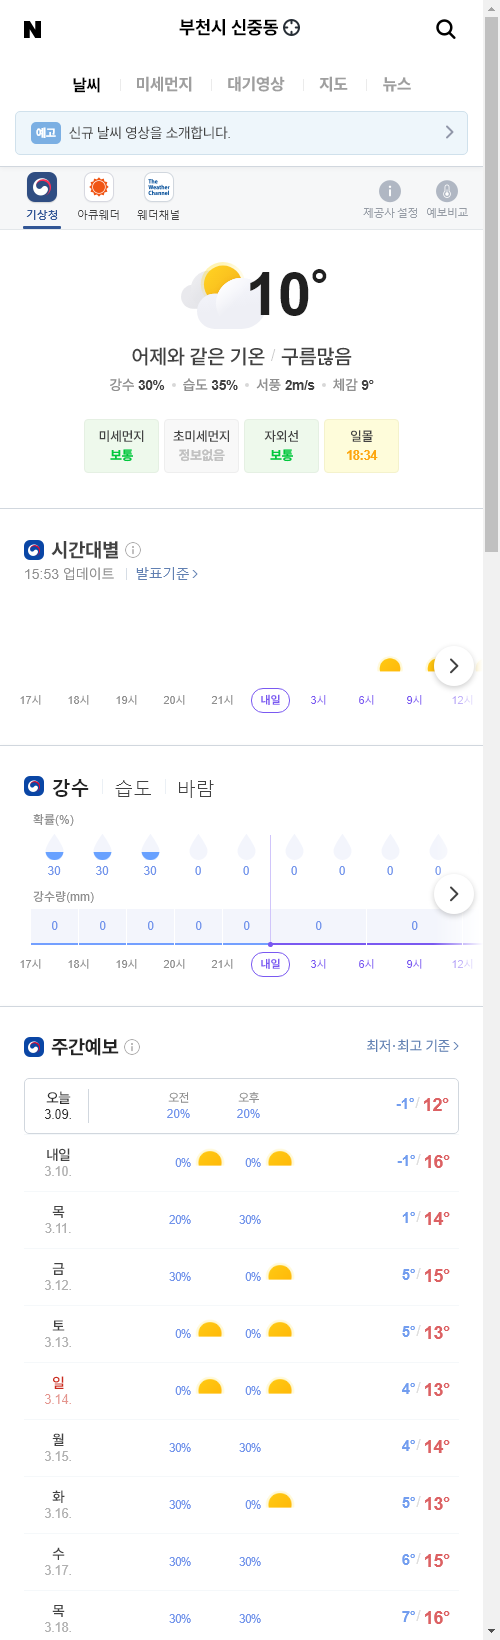 N
부천시 신중동
날씨 미세먼지 대기영상 지도 뉴스
예고 신규 날씨 영상을 소개합니다.
The Weather Channel
기상청 아큐웨더 웨더채널 제공사 설정 예보비교
10°
어제와 같은 기온 / 구름많음
강수 30% 습도 35% 서풍 2m/s 체감 9°
미세먼지 초미세먼지 자외선 일몰
보통 정보없음 보통 18:34
시간대별
15:53 업데이트 발표기준
17시 18시 19시 20시 21시 내일 3시 6시 9시 12시
강수 습도 바람
확률(%)
30 30 30 0 0 0 0 0 0
강수량(mm)
0 0 0 0 0 0 0
17시 18시 19시 20시 21시 내일 3시 6시 9시 12시
주간예보 최저·최고 기준
오늘 오전 오후
3.09. 20% 20% -1° / 12°
내일
3.10. 0% 0% -1° / 16°
목
3.11. 20% 30% 1° / 14°
금
3.12. 30% 0% 5° / 15°
토
3.13. 0% 0% 5° / 13°
일
3.14. 0% 0% 4° / 13°
월
3.15. 30% 30% 4° / 14°
화
3.16. 30% 0% 5° / 13°
수
3.17. 30% 30% 6° / 15°
목
3.18. 30% 30% 7° / 16°